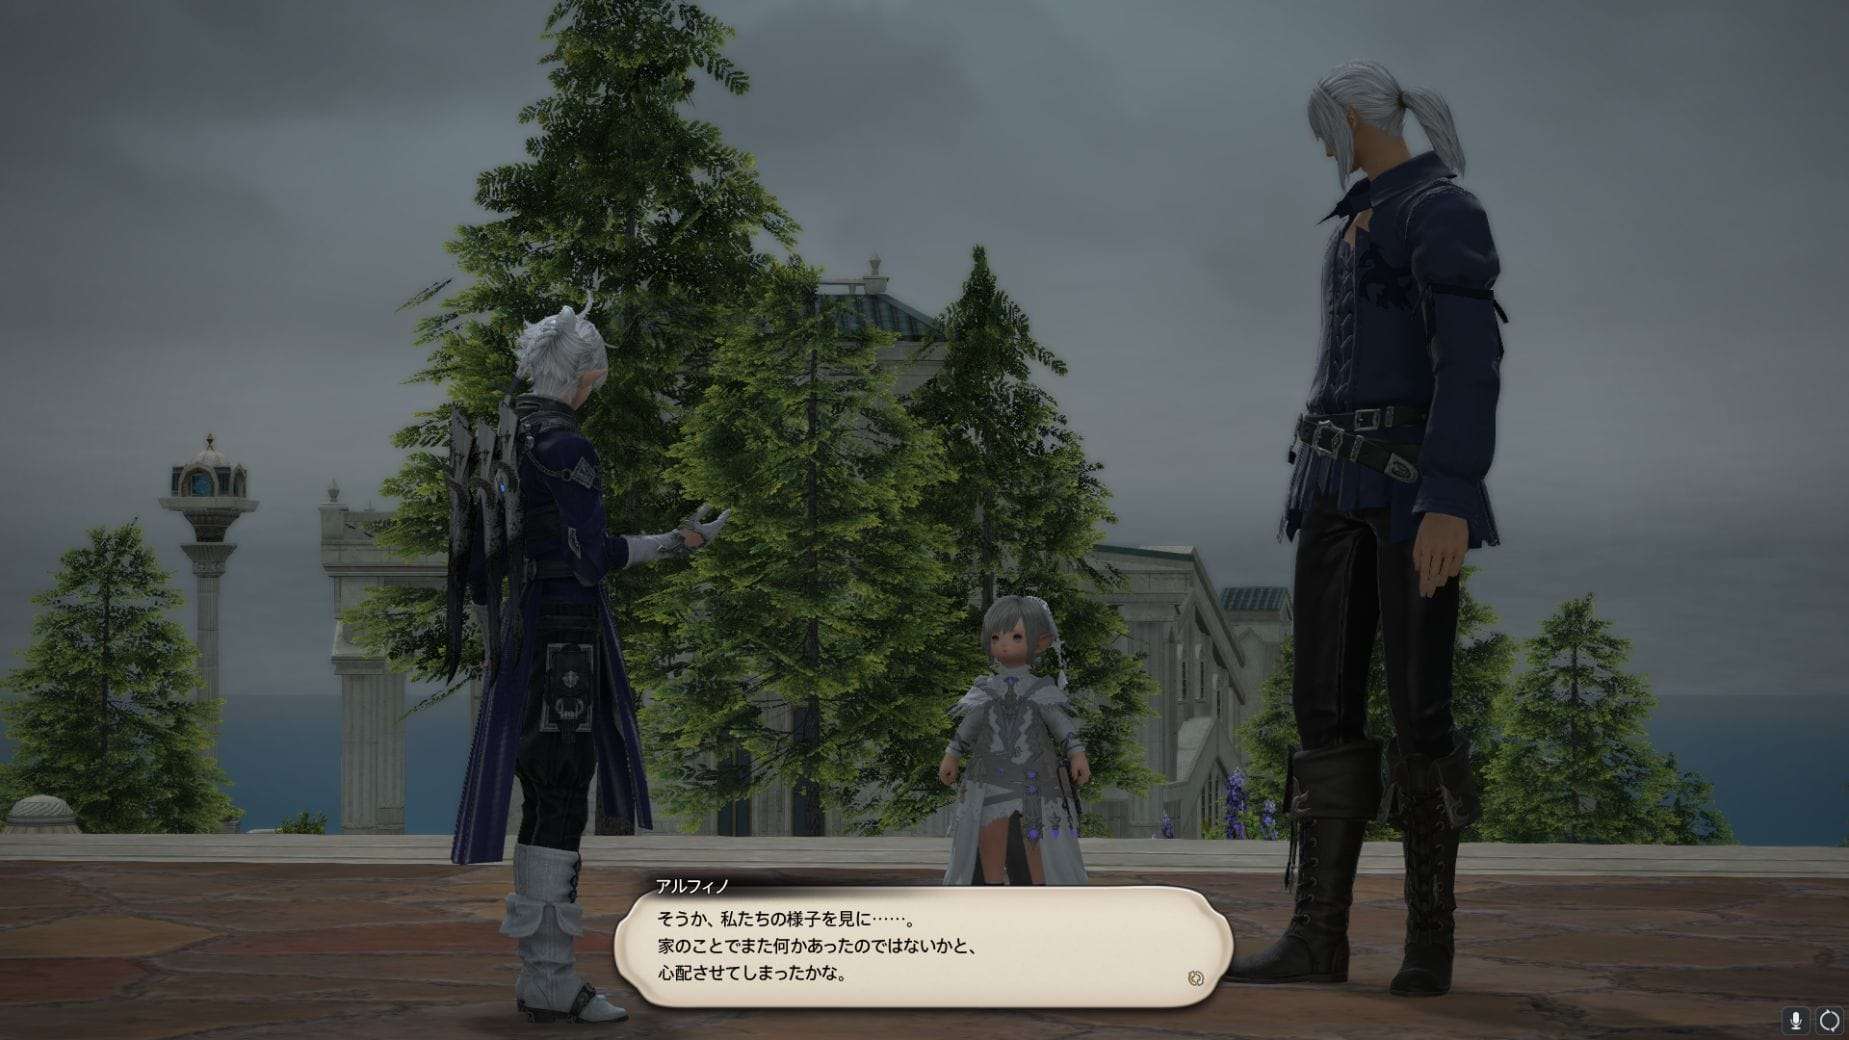 アルフィノ
そうか、私たちの様子を見に……。
家のことでまた何かあったのではないかと、
心配させてしまったかな。